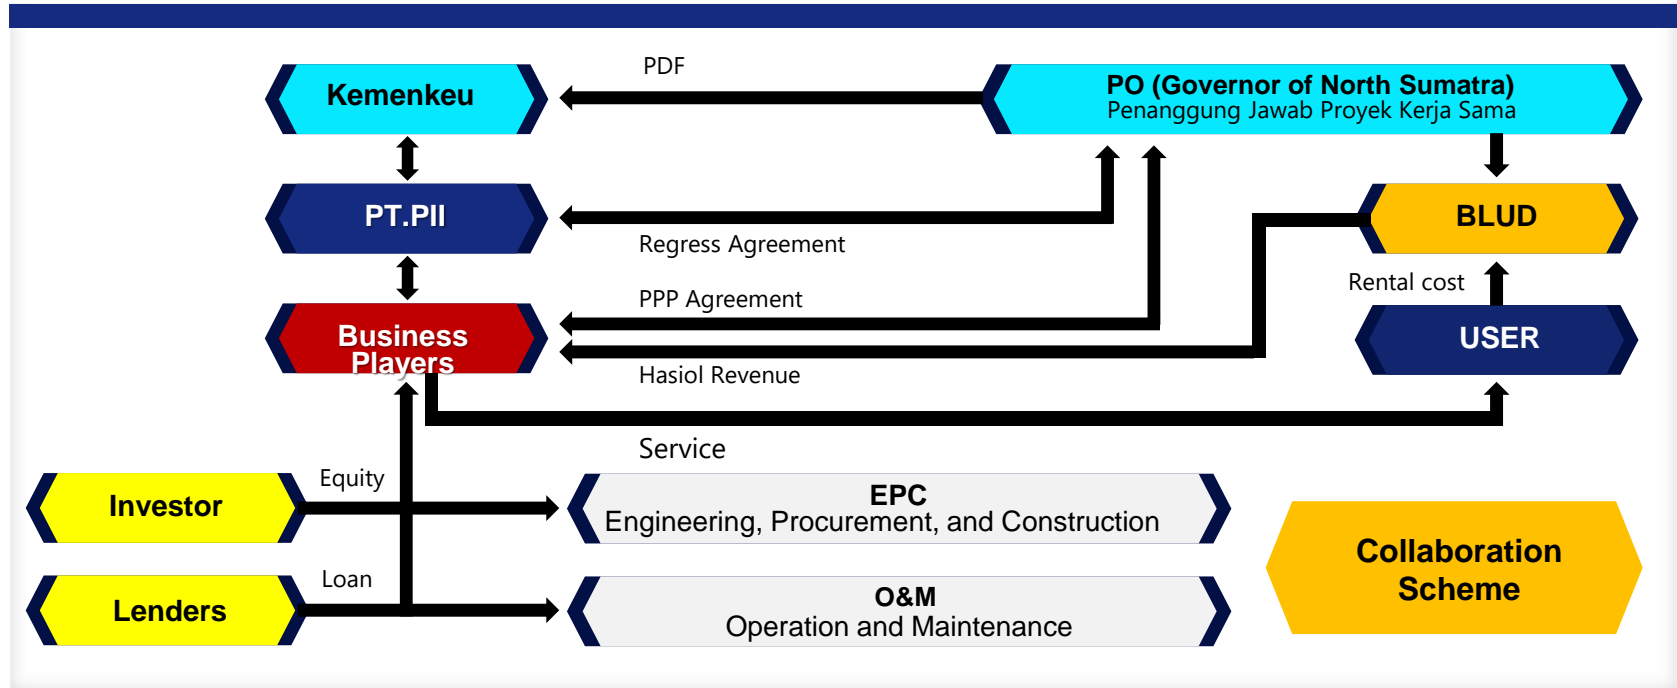 PDF
Kemenkeu
PO (Governor of North Sumatra)
Penanggung Jawab Proyek Kerja Sama
PT.PII
BLUD
Regress Agreement
Rental cost
PPP Agreement
Business
Players
USER
Hasiol Revenue
Service
Equity
Investor
EPC
Engineering, Procurement, and Construction
Collaboration
Scheme
Loan
Lenders
O&M
Operation and Maintenance